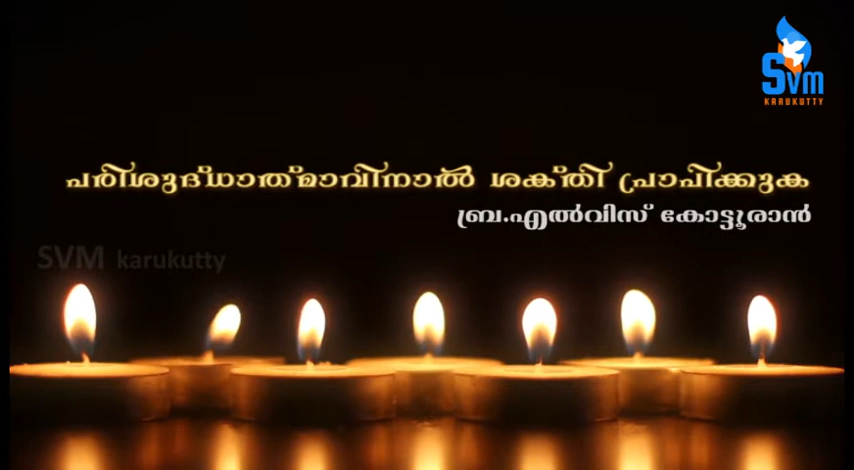 SVM
KARUKUTTY
പരിശുദ്ധാത്മാവിനാൽ ശക്തി പ്രാപിക്കുക
ബ്ര.എൽവിസ് കോട്ടൂരാൻ
SVM karukutty